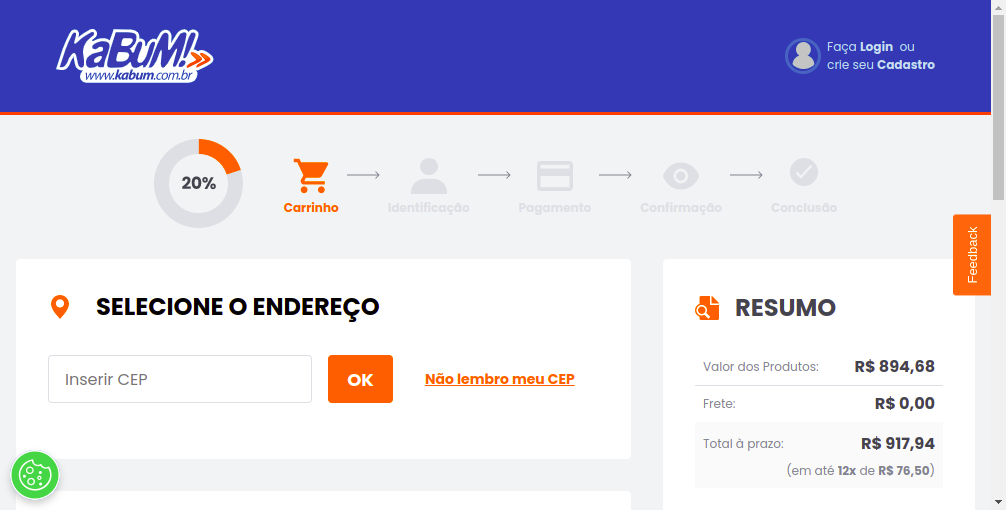 KaBuM!
www.kabum.com.br
Faça Login ou
crie seu Cadastro
20%
Carrinho
Identificação
Pagamento
Confirmação
Conclusão
Feedback
SELECIONE O ENDEREÇO
Inserir CEP
OK
Não lembro meu CEP
RESUMO
Valor dos Produtos: R$ 894,68
Frete: R$ 0,00
Total à prazo: R$ 917,94
(em até 12x de R$ 76,50)